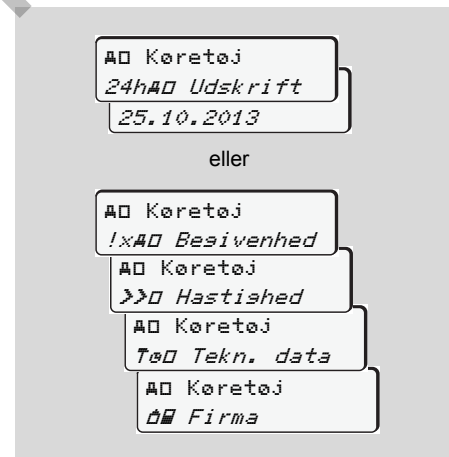 Køretøj
24h Udskrift
25.10.2013
eller
Køretøj
!x Begivenhed
Køretøj
>> Hastighed
Køretøj
T Tekn. data
Køretøj
Firma